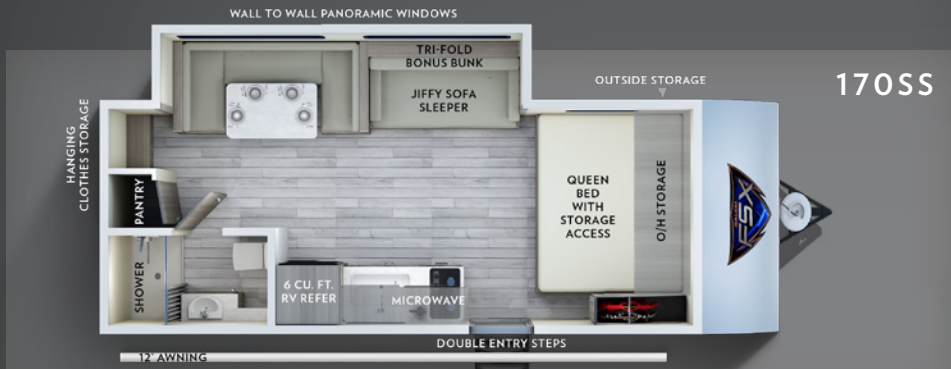 WALL TO WALL PANORAMIC WINDOWS
TRI-FOLD
BONUS BUNK
JIFFY SOFA
SLEEPER
OUTSIDE STORAGE
170SS
HANGING
CLOTHES STORAGE
PANTRY
QUEEN
BED
WITH
STORAGE
ACCESS
O/H STORAGE
FSX
SHOWER
6 CU. FT.
RV REFER
MICROWAVE
DOUBLE ENTRY STEPS
12' AWNING